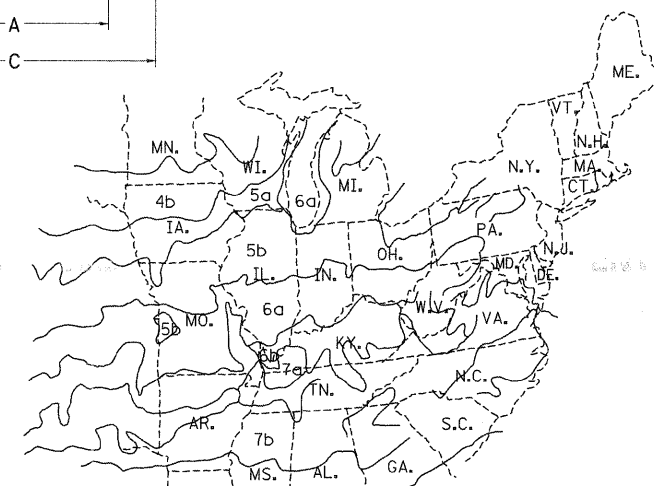 A
C
ME.
VT.
MN.
N.H.
WI.
N.Y.
MA.
MI.
CT.
5a
4b
6a
IA.
PA.
5b
OH.
N.J.
MD.
IL.
IN.
DE.
W.V.
6a
VA.
MO.
5b
KY.
6b
7a
N.C.
TN.
AR.
S.C.
7b
MS.
AL.
GA.